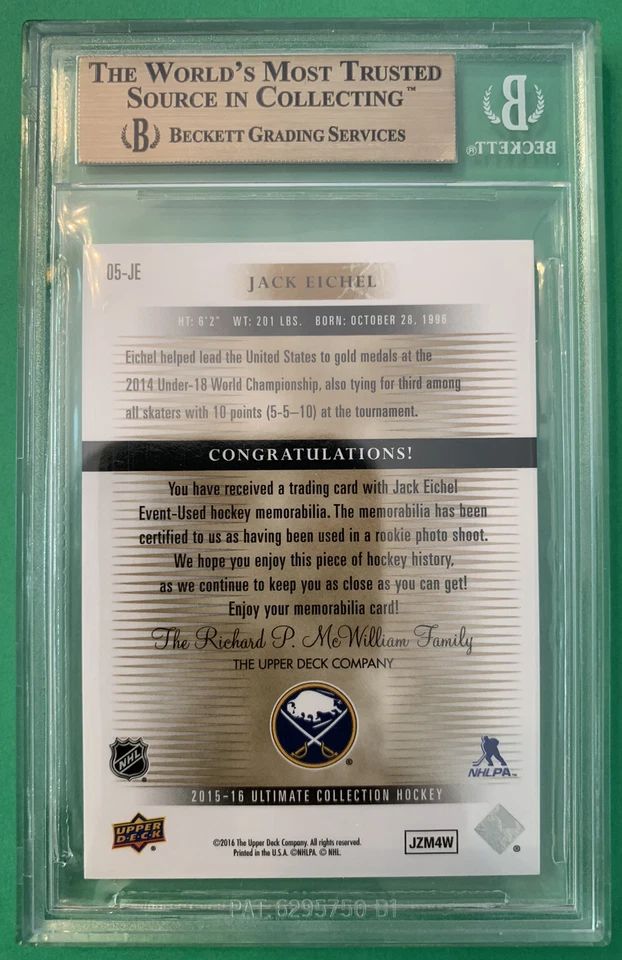 THE WORLD'S MOST TRUSTED
SOURCE IN COLLECTING™
B BECKETT GRADING SERVICES
B
BECKETT®
05-JE
JACK EICHEL
HT: 6'2" WT: 201 LBS. BORN: OCTOBER 28, 1996
Eichel helped lead the United States to gold medals at the
2014 Under-18 World Championship, also tying for third among
all skaters with 10 points (5-5–10) at the tournament.
CONGRATULATIONS!
You have received a trading card with Jack Eichel
Event-Used hockey memorabilia. The memorabilia has been
certified to us as having been used in a rookie photo shoot.
We hope you enjoy this piece of hockey history,
as we continue to keep you as close as you can get!
Enjoy your memorabilia card!
The Richard P. McWilliam Family
THE UPPER DECK COMPANY
®
NHL ®
NHLPA™
2015-16 ULTIMATE COLLECTION HOCKEY
UPPER DECK ®
©2016 The Upper Deck Company. All rights reserved.
Printed in the U.S.A. ©NHLPA. © NHL.
JZM4W
®
PAT 6295750 B1